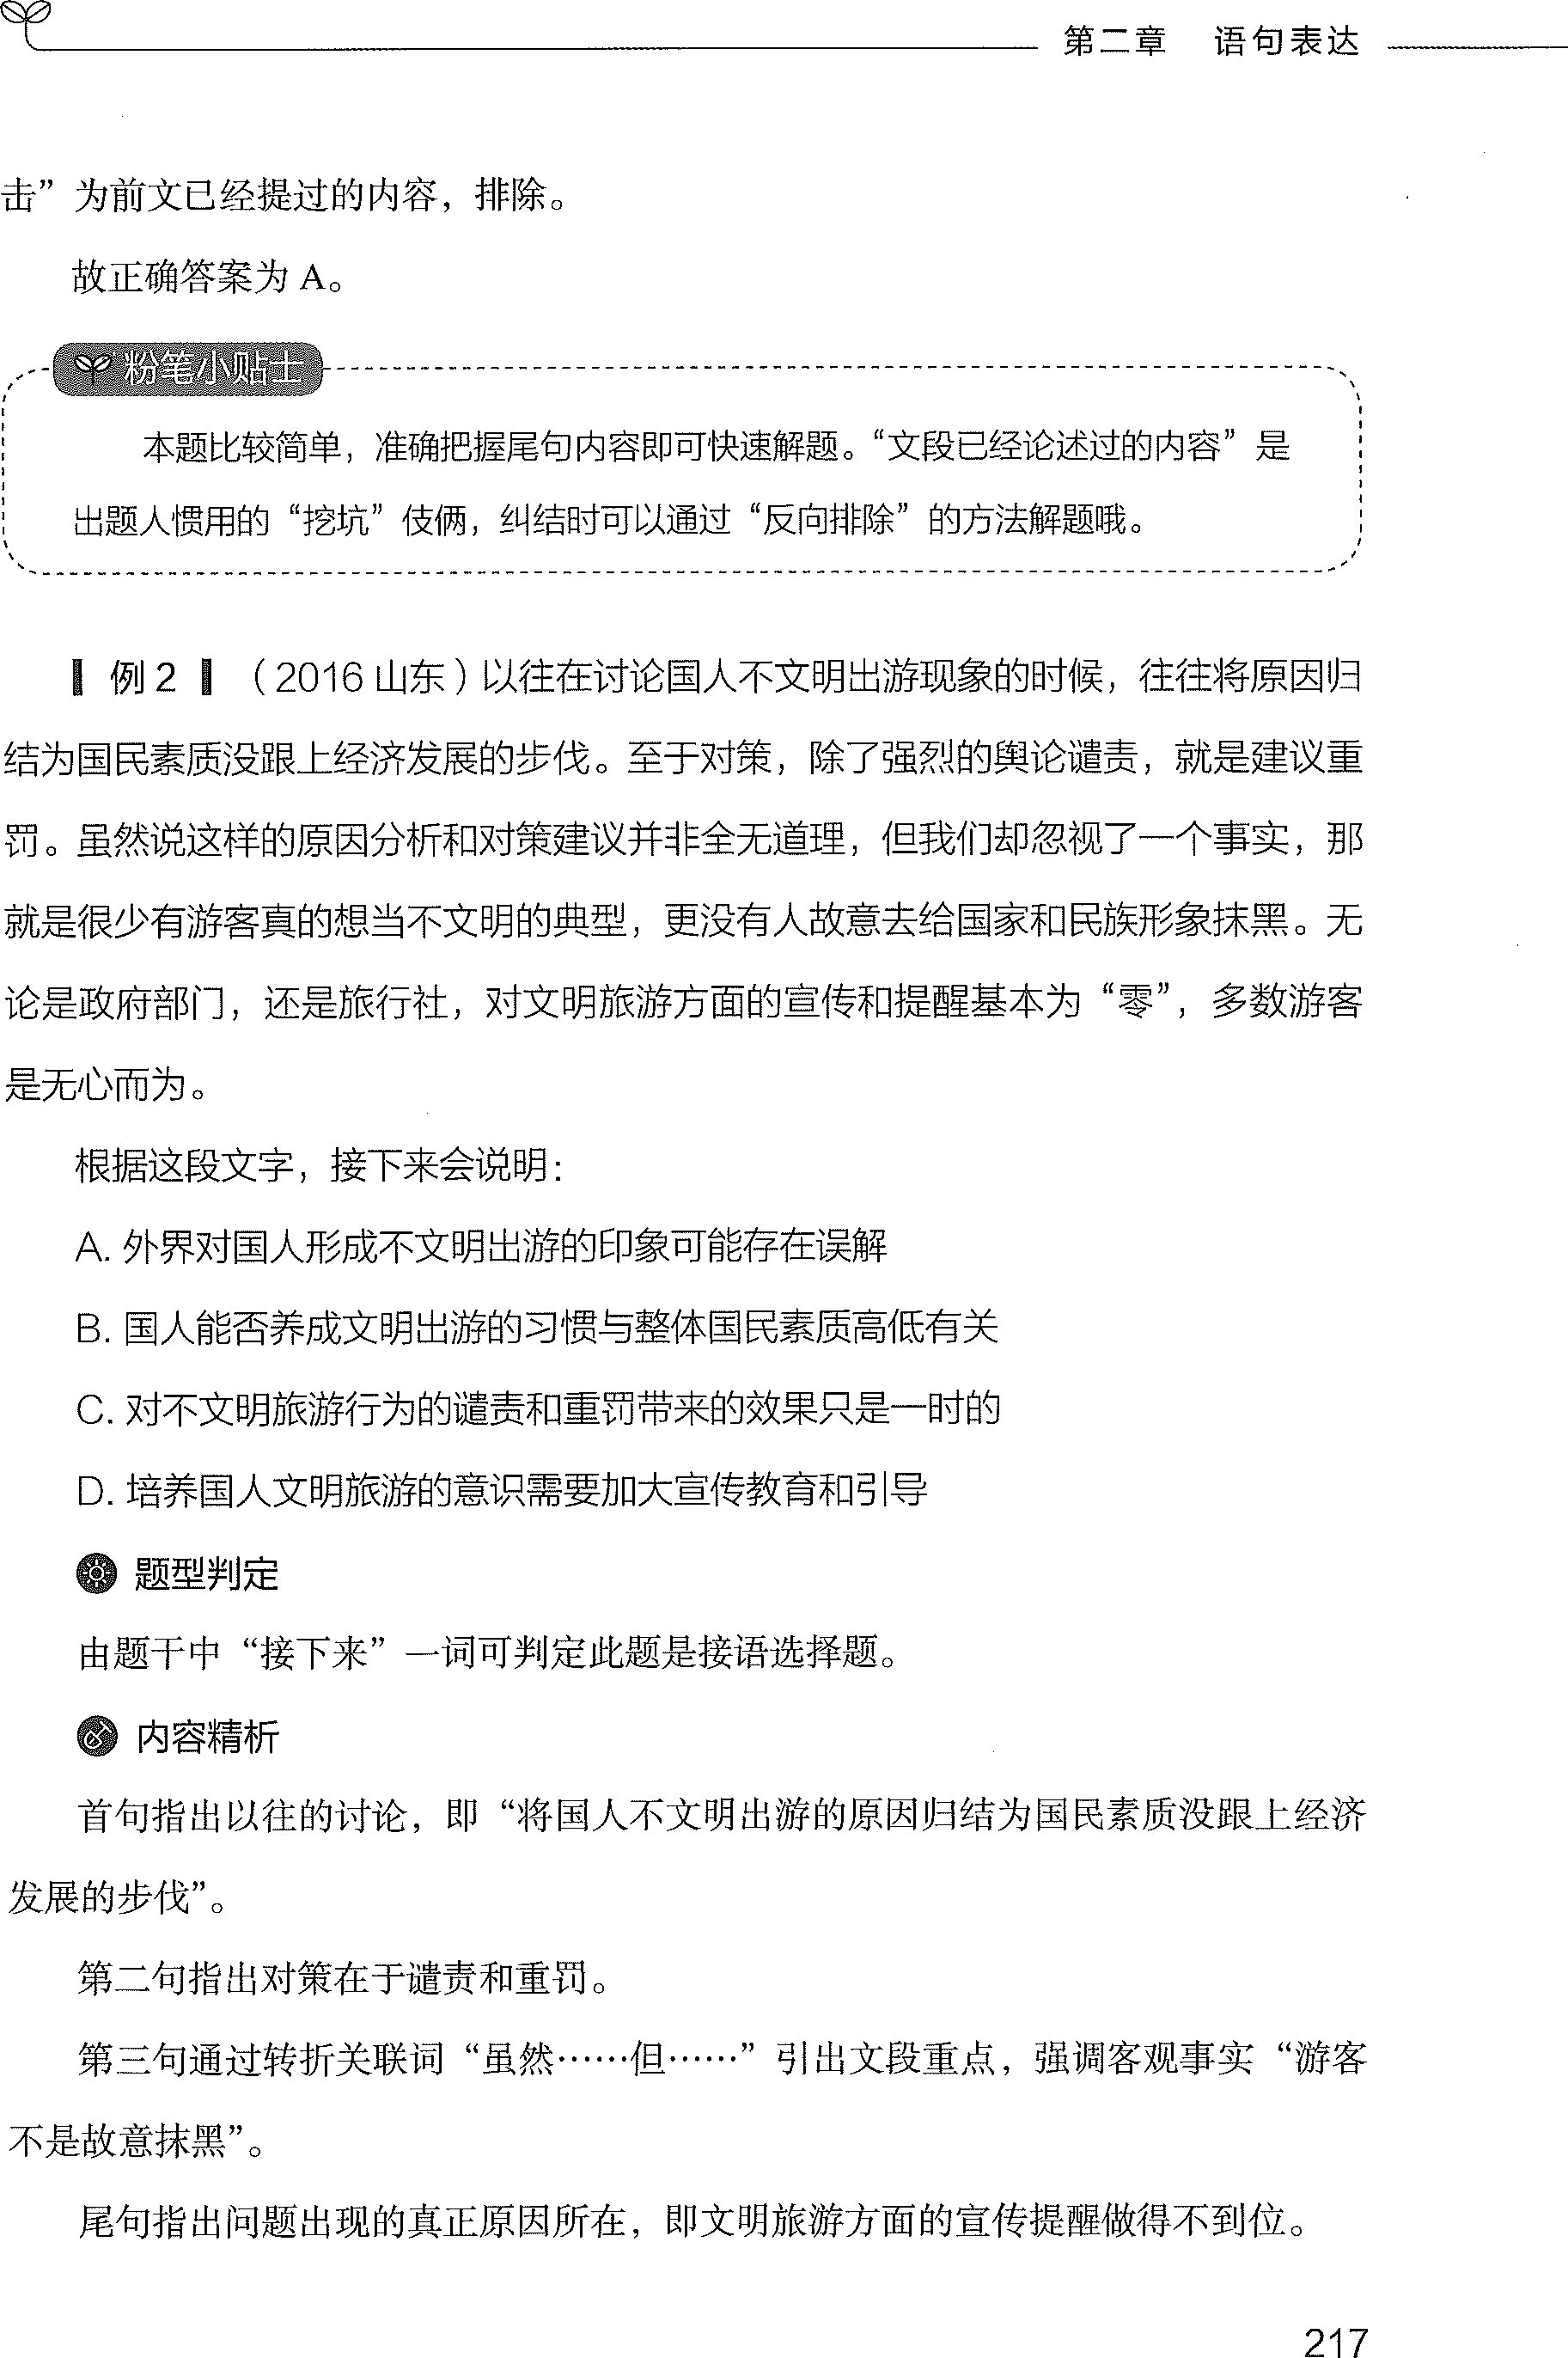 第二章 语句表达
击”为前文已经提过的内容，排除。
故正确答案为 A。
粉笔小贴士
本题比较简单，准确把握尾句内容即可快速解题。“文段已经论述过的内容”是
出题人惯用的“挖坑”伎俩，纠结时可以通过“反向排除”的方法解题哦。
例2 （2016 山东）以往在讨论国人不文明出游现象的时候，往往将原因归
结为国民素质没跟上经济发展的步伐。至于对策，除了强烈的舆论谴责，就是建议重
罚。虽然说这样的原因分析和对策建议并非全无道理，但我们却忽视了一个事实，那
就是很少有游客真的想当不文明的典型，更没有人故意去给国家和民族形象抹黑。无
论是政府部门，还是旅行社，对文明旅游方面的宣传和提醒基本为“零”，多数游客
是无心而为。
根据这段文字，接下来会说明：
A. 外界对国人形成不文明出游的印象可能存在误解
B. 国人能否养成文明出游的习惯与整体国民素质高低有关
C. 对不文明旅游行为的谴责和重罚带来的效果只是一时的
D. 培养国人文明旅游的意识需要加大宣传教育和引导
题型判定
由题干中“接下来”一词可判定此题是接语选择题。
内容精析
首句指出以往的讨论，即“将国人不文明出游的原因归结为国民素质没跟上经济
发展的步伐”。
第二句指出对策在于谴责和重罚。
第三句通过转折关联词“虽然……但……”引出文段重点，强调客观事实“游客
不是故意抹黑”。
尾句指出问题出现的真正原因所在，即文明旅游方面的宣传提醒做得不到位。
217